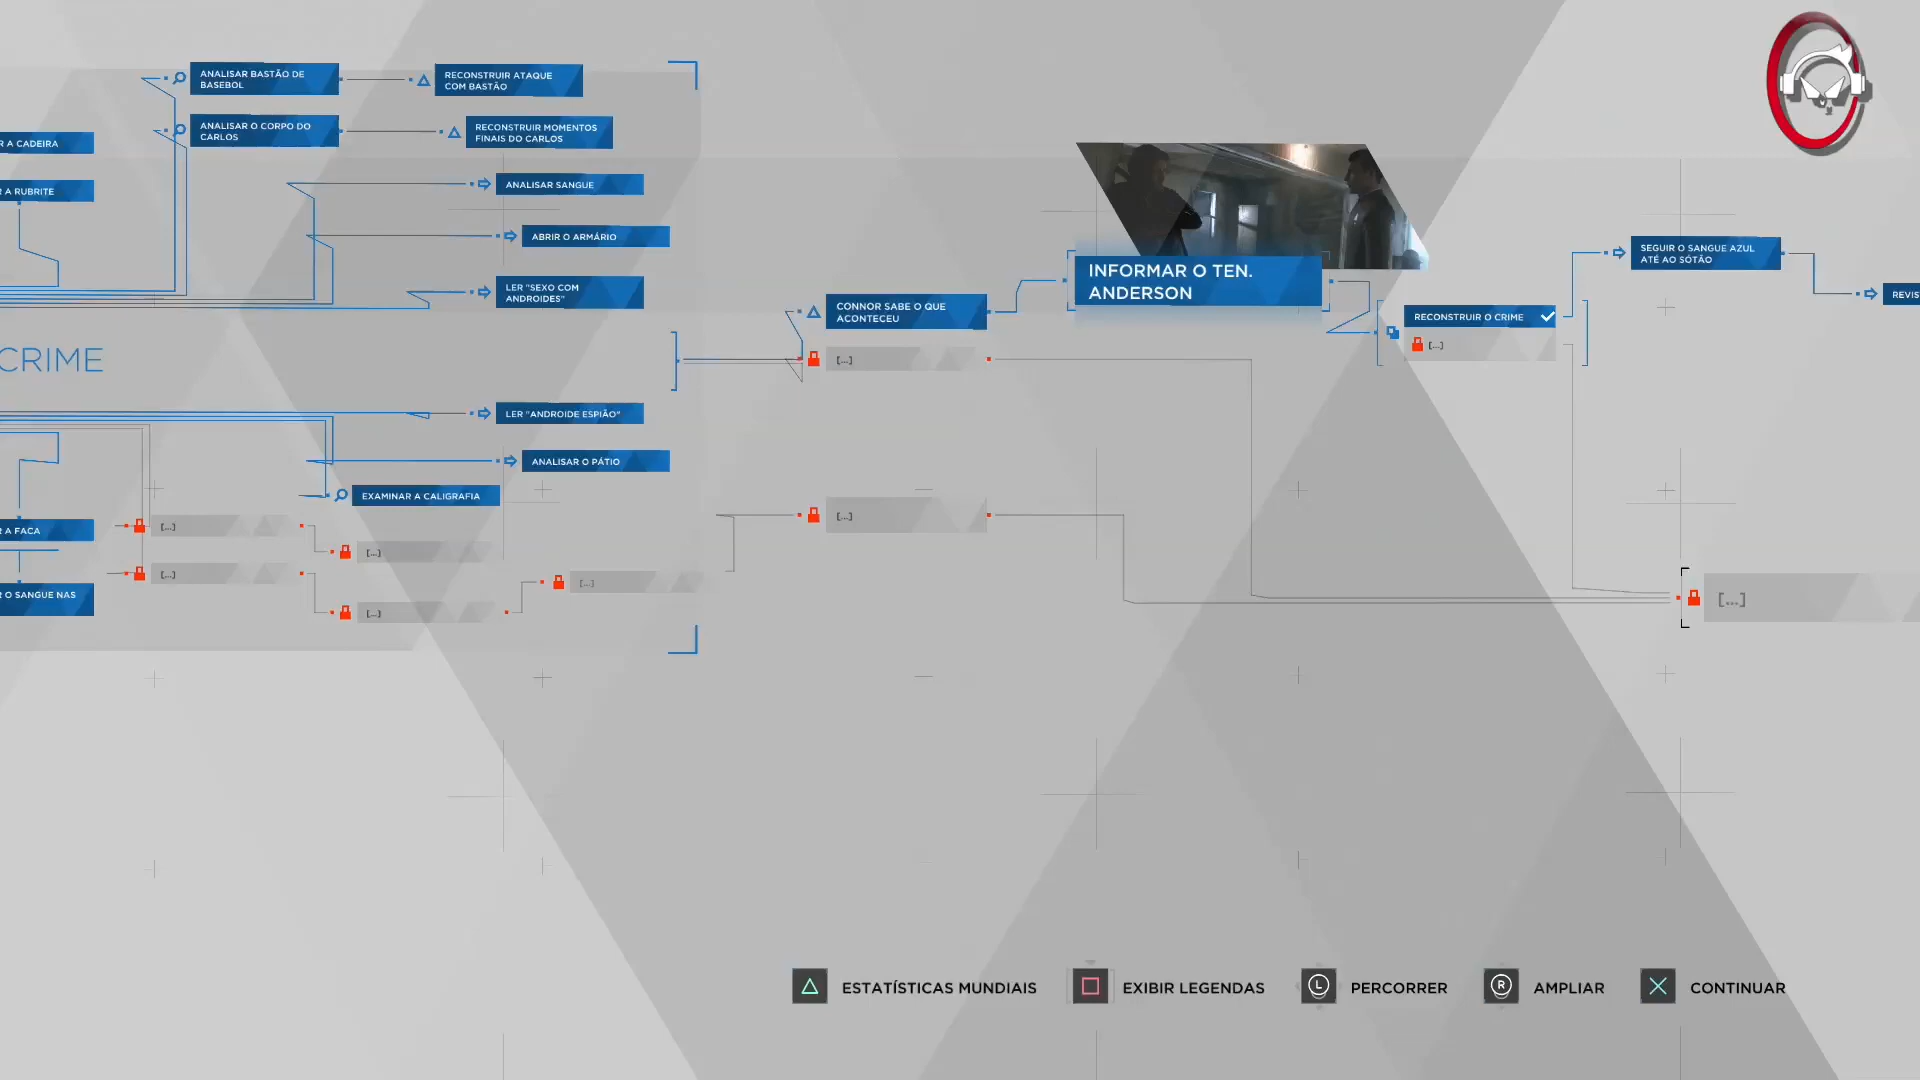 ANALISAR BASTÃO DE
BASEBOL
RECONSTRUIR ATAQUE
COM BASTÃO
ANALISAR O CORPO DO
CARLOS
RECONSTRUIR MOMENTOS
FINAIS DO CARLOS
R A CADEIRA
R A RUBRITE
ANALISAR SANGUE
ABRIR O ARMÁRIO
LER "SEXO COM
ANDROIDES"
CRIME
CONNOR SABE O QUE
ACONTECEU
[...]
INFORMAR O TEN.
ANDERSON
RECONSTRUIR O CRIME
[...]
SEGUIR O SANGUE AZUL
ATÉ AO SÓTÃO
REVIS
LER "ANDROIDE ESPIÃO"
ANALISAR O PÁTIO
EXAMINAR A CALIGRAFIA
R A FACA
[...]
[...]
[...]
[...]
[...]
[...]
R O SANGUE NAS
[...]
ESTATÍSTICAS MUNDIAIS
EXIBIR LEGENDAS
L
PERCORRER
R
AMPLIAR
CONTINUAR